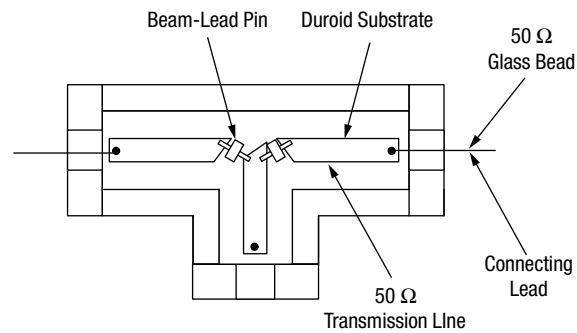 Beam-Lead Pin
Duroid Substrate
50 Ω
Glass Bead
50 Ω
Transmission LIne
Connecting
Lead